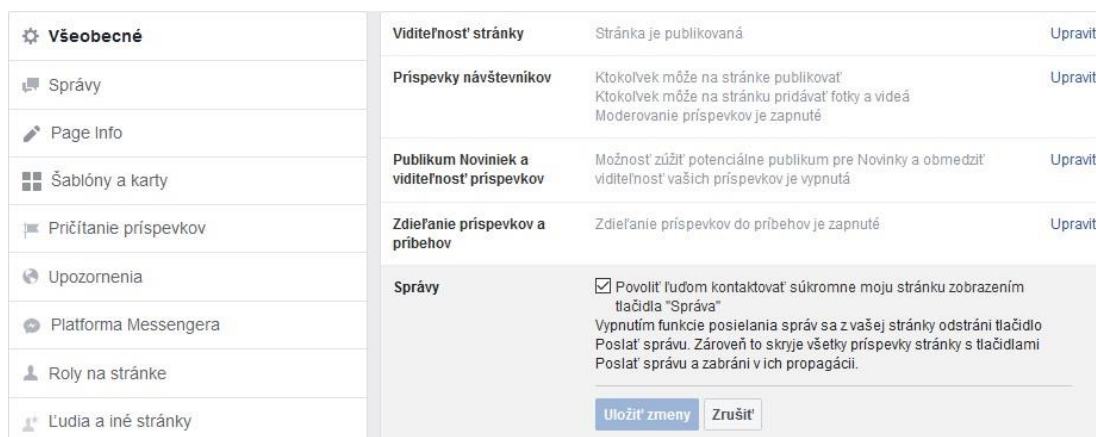 Všeobecné
Správy
Page Info
Šablóny a karty
Pričítanie príspevkov
Upozornenia
Platforma Messengera
Roly na stránke
Ľudia a iné stránky
Viditeľnosť stránky
Stránka je publikovaná
Upraviť
Príspevky návštevníkov
Ktokoľvek môže na stránke publikovať
Upraviť
Ktokoľvek môže na stránku pridávať fotky a videá
Moderovanie príspevkov je zapnuté
Publikum Noviniek a
viditeľnosť príspevkov
Možnosť zúžiť potenciálne publikum pre Novinky a obmedziť
viditeľnosť vašich príspevkov je vypnutá
Upraviť
Zdieľanie príspevkov a
príbehov
Zdieľanie príspevkov do príbehov je zapnuté
Upraviť
Správy
Povoliť ľuďom kontaktovať súkromne moju stránku zobrazením
tlačidla "Správa"
Vypnutím funkcie posielania správ sa z vašej stránky odstráni tlačidlo
Poslať správu. Zároveň to skryje všetky príspevky stránky s tlačidlami
Poslať správu a zabráni v ich propagácii.
Uložiť zmeny
Zrušiť